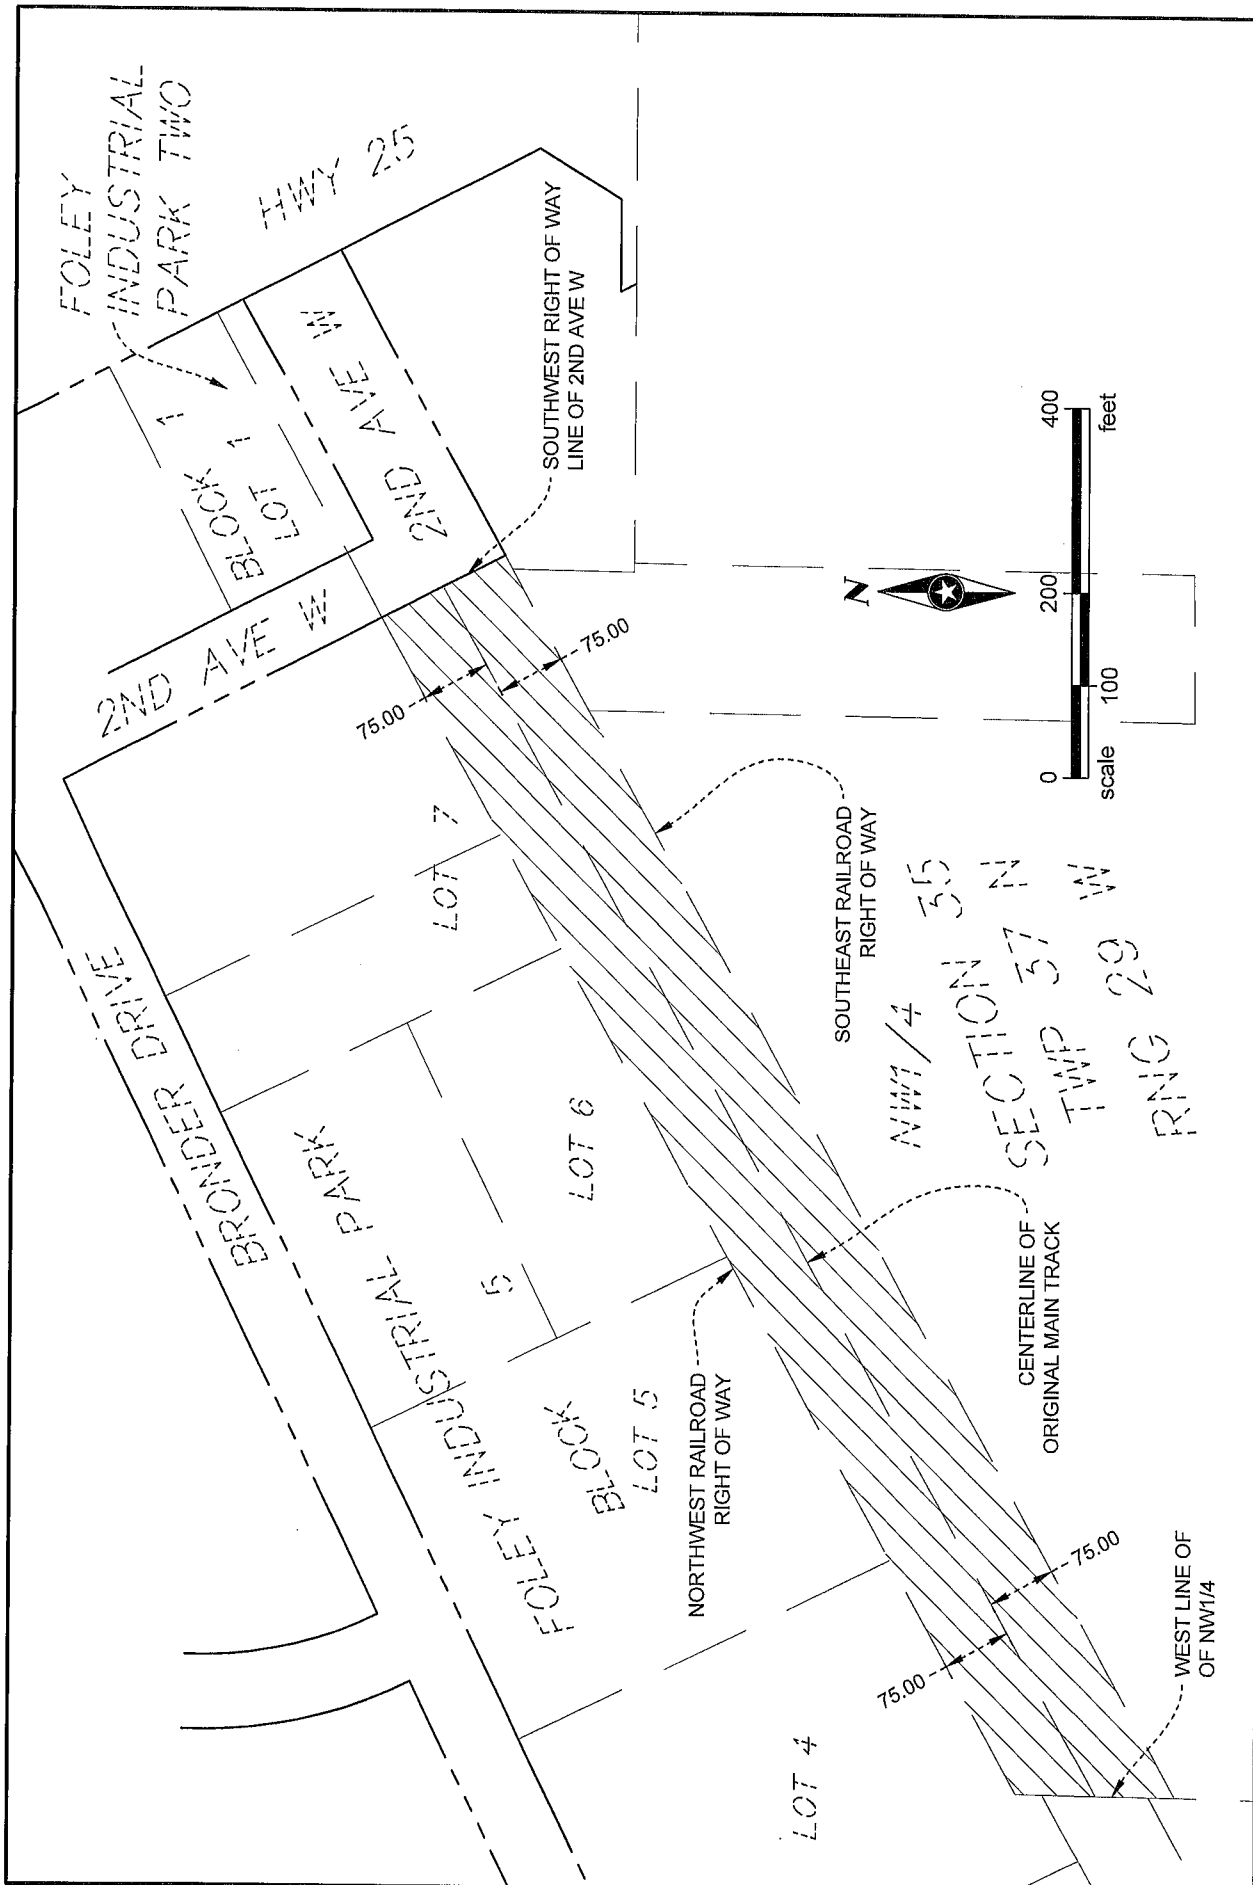 FOLEY
INDUSTRIAL
PARK TWO
HWY 25
BLOCK 1
LOT 1
2ND AVE W
2ND AVE W
SOUTHWEST RIGHT OF WAY
LINE OF 2ND AVE W
BRONDER DRIVE
75.00
75.00
LOT 7
FOLEY INDUSTRIAL PARK
BLOCK 5
LOT 6
LOT 5
NORTHWEST RAILROAD
RIGHT OF WAY
SOUTHEAST RAILROAD
RIGHT OF WAY
N
0
100
200
400
scale
feet
NW1/4
SECTION 35
TWP 37 N
RNG 29 W
CENTERLINE OF
ORIGINAL MAIN TRACK
75.00
75.00
LOT 4
WEST LINE OF
OF NW1/4